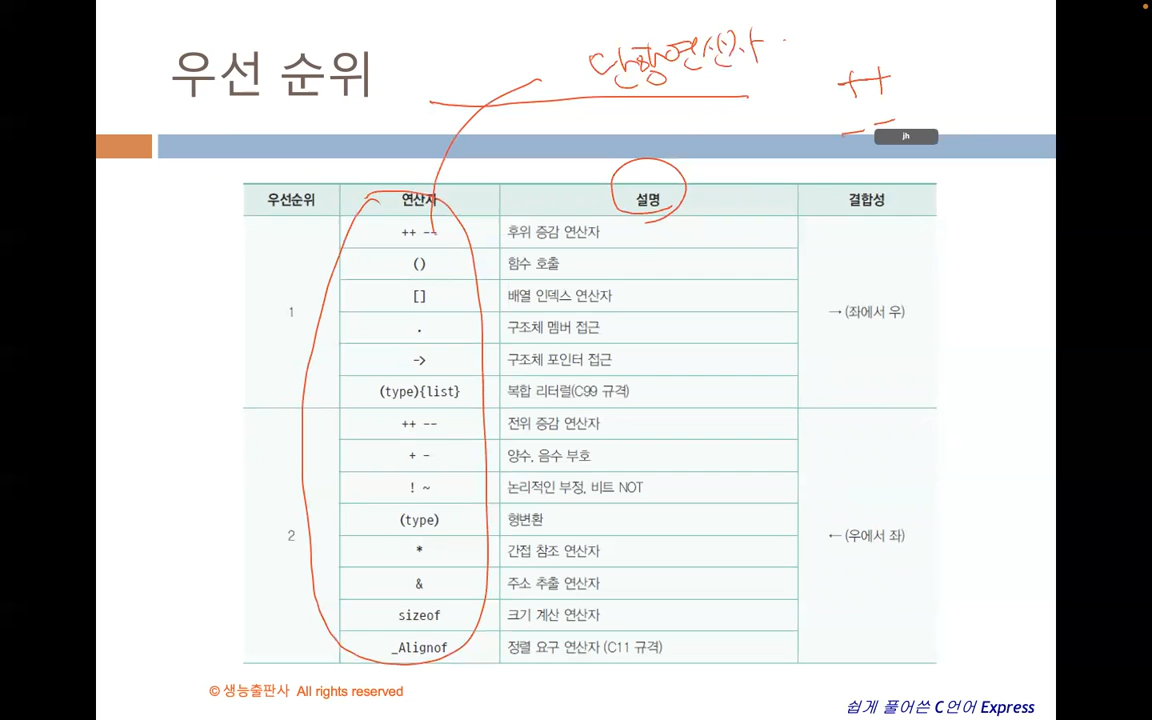 우선 순위
단항연산자
++
--
jh
우선순위 연산자 설명 결합성
1
++ -- 후위 증감 연산자
() 함수 호출
[] 배열 인덱스 연산자
. 구조체 멤버 접근
-> 구조체 포인터 접근
(type){list} 복합 리터럴(C99 규격)
→ (좌에서 우)
2
++ -- 전위 증감 연산자
+ - 양수, 음수 부호
! ~ 논리적인 부정, 비트 NOT
(type) 형변환
* 간접 참조 연산자
& 주소 추출 연산자
sizeof 크기 계산 연산자
_Alignof 정렬 요구 연산자 (C11 규격)
← (우에서 좌)
© 생능출판사 All rights reserved
쉽게 풀어쓴 C언어 Express